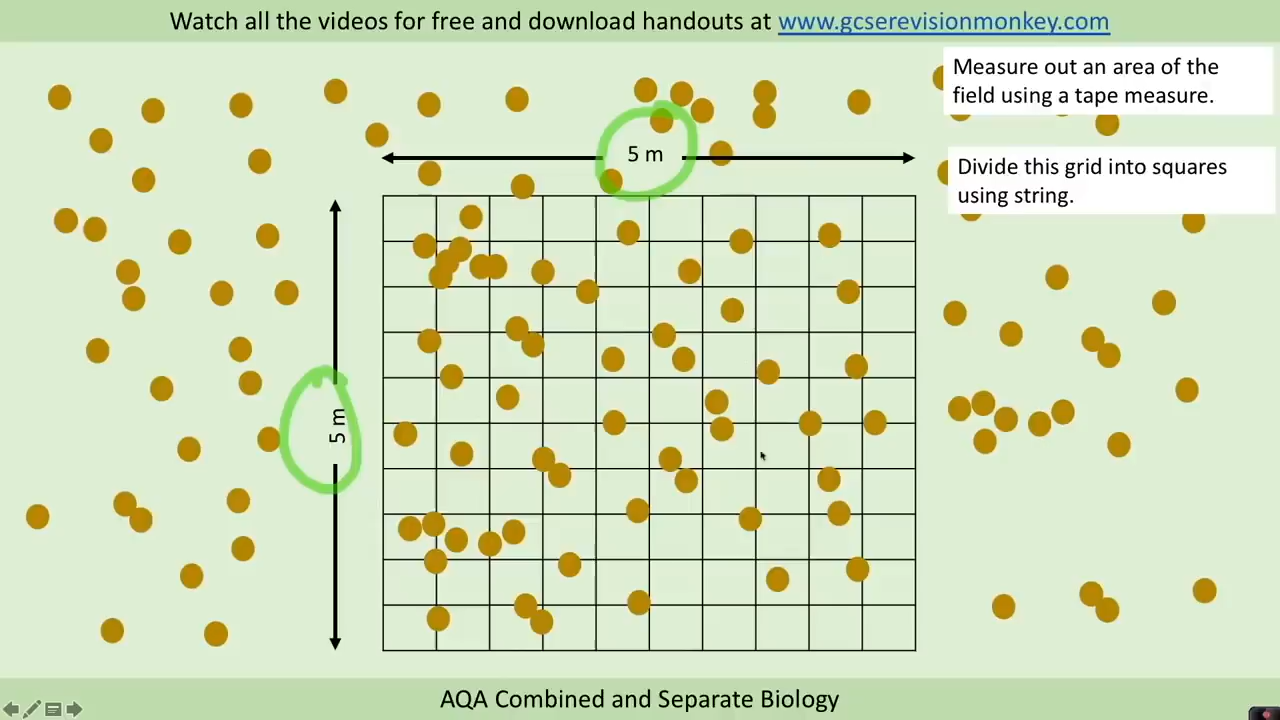 Watch all the videos for free and download handouts at www.gcserevisionmonkey.com
Measure out an area of the
field using a tape measure.
5 m
Divide this grid into squares
using string.
5 m
AQA Combined and Separate Biology